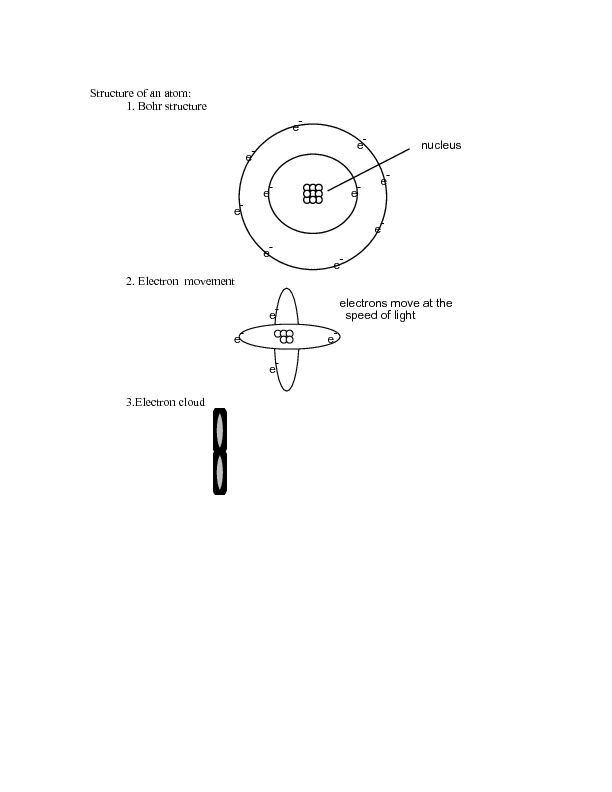 Structure of an atom:
1. Bohr structure
e-
e-
e-
nucleus
e-
e-
e-
e-
e-
e-
e-
2. Electron movement
electrons move at the
speed of light
e-
e-
e-
e-
3.Electron cloud